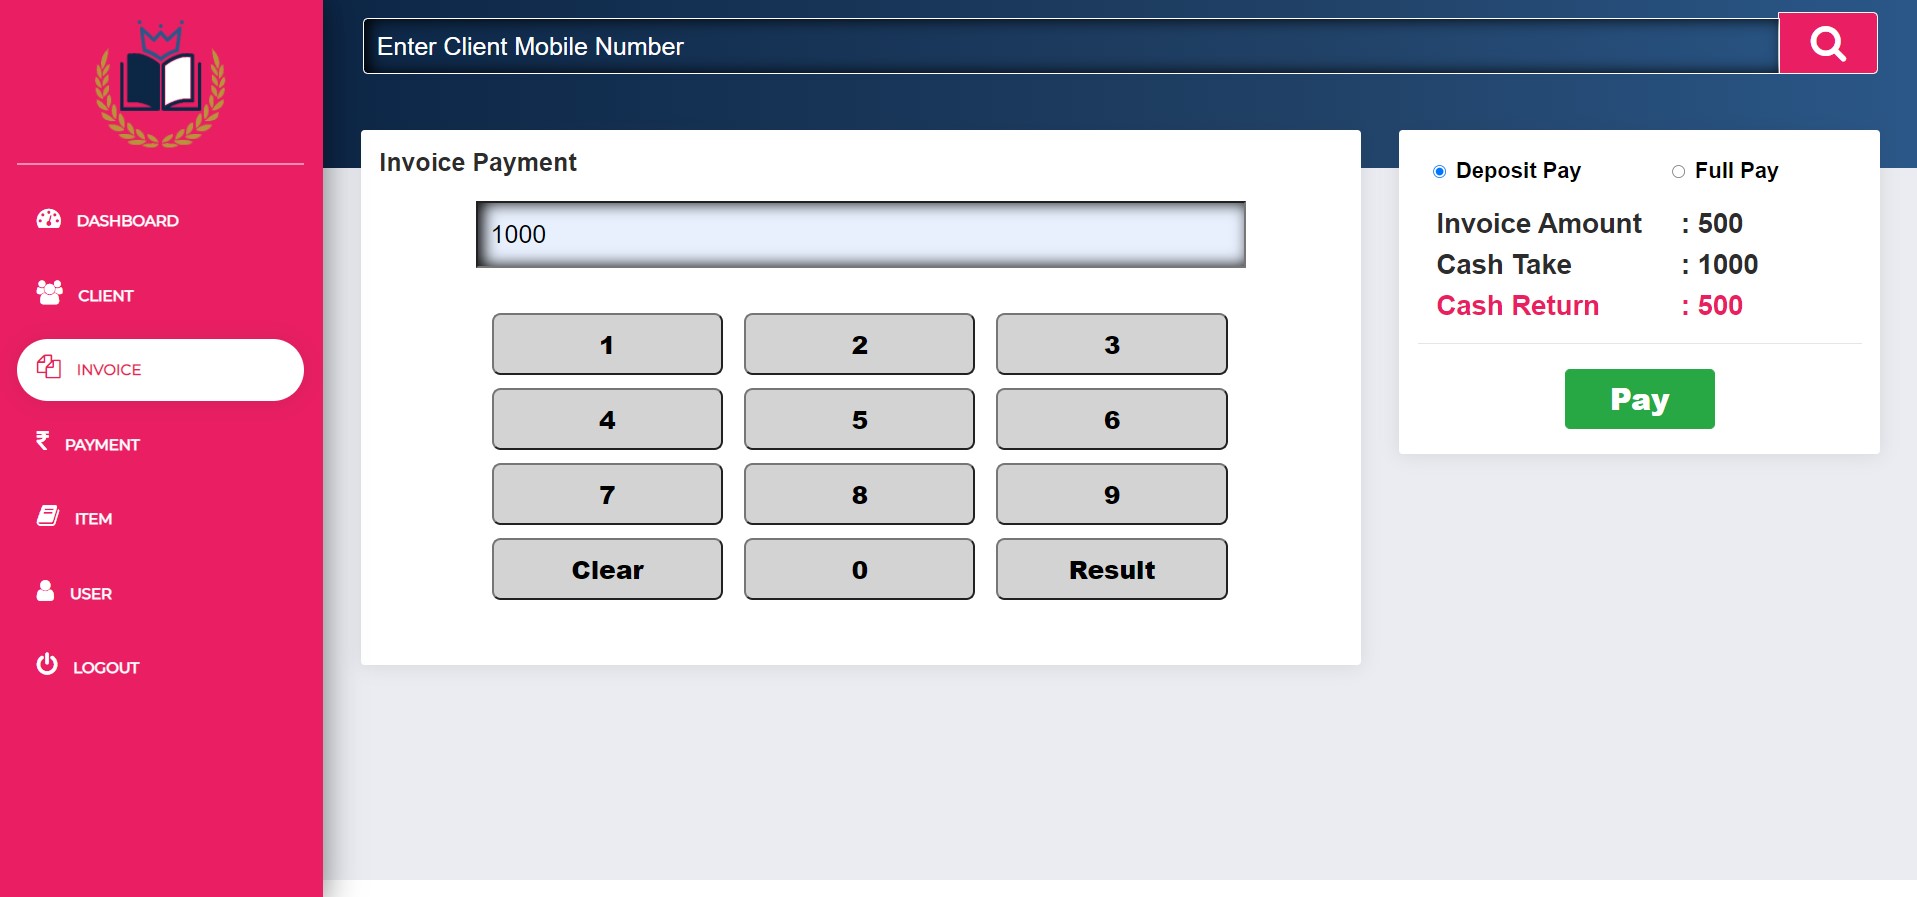 DASHBOARD
CLIENT
INVOICE
PAYMENT
ITEM
USER
LOGOUT
Enter Client Mobile Number
Invoice Payment
1000
1 2 3
4 5 6
7 8 9
Clear 0 Result
Deposit Pay Full Pay
Invoice Amount : 500
Cash Take : 1000
Cash Return : 500
Pay